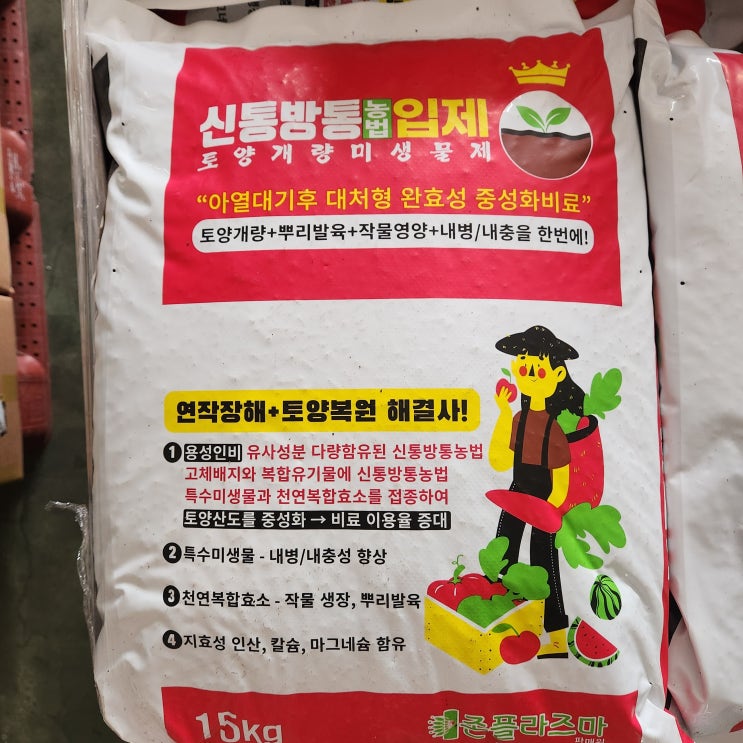 신통방통농법입제
토양개량미생물제
“아열대기후 대처형 완효성 중성화비료”
토양개량+뿌리발육+작물영양+내병/내충을 한번에!
연작장해+토양복원 해결사!
1 용성인비 유사성분 다량함유된 신통방통농법
고체배지와 복합유기물에 신통방통농법
특수미생물과 천연복합효소를 접종하여
토양산도를 중성화 → 비료 이용율 증대
2 특수미생물 - 내병/내충성 향상
3 천연복합효소 - 작물 생장, 뿌리발육
4 지효성 인산, 칼슘, 마그네슘 함유
15kg
콘플라즈마
판매원